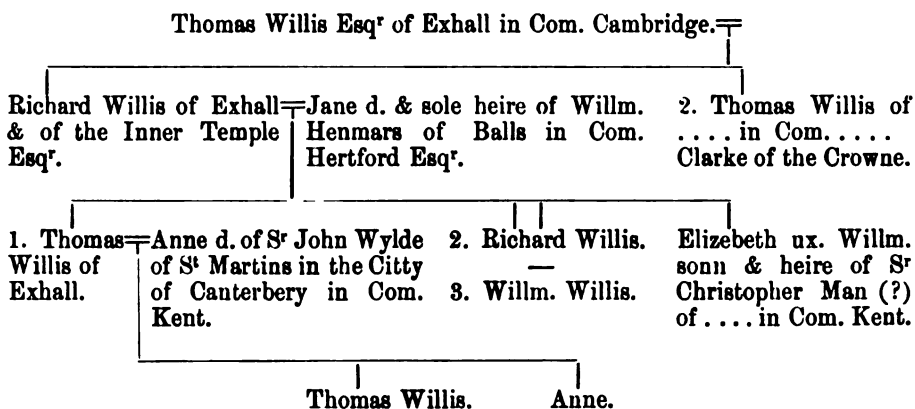 Thomas Willis Esqʳ of Exhall in Com. Cambridge.
Richard Willis of Exhall
& of the Inner Temple
Esqʳ.
Jane d. & sole heire of Willm.
Henmars of Balls in Com.
Hertford Esqʳ.
2. Thomas Willis of
. . . . in Com. . . . .
Clarke of the Crowne.
1. Thomas
Willis of
Exhall.
Anne d. of Sʳ John Wylde
of Sᵗ Martins in the Citty
of Canterbery in Com.
Kent.
2. Richard Willis.
—
3. Willm. Willis.
Elizebeth ux. Willm.
sonn & heire of Sʳ
Christopher Man (?)
of . . . . in Com. Kent.
Thomas Willis.
Anne.